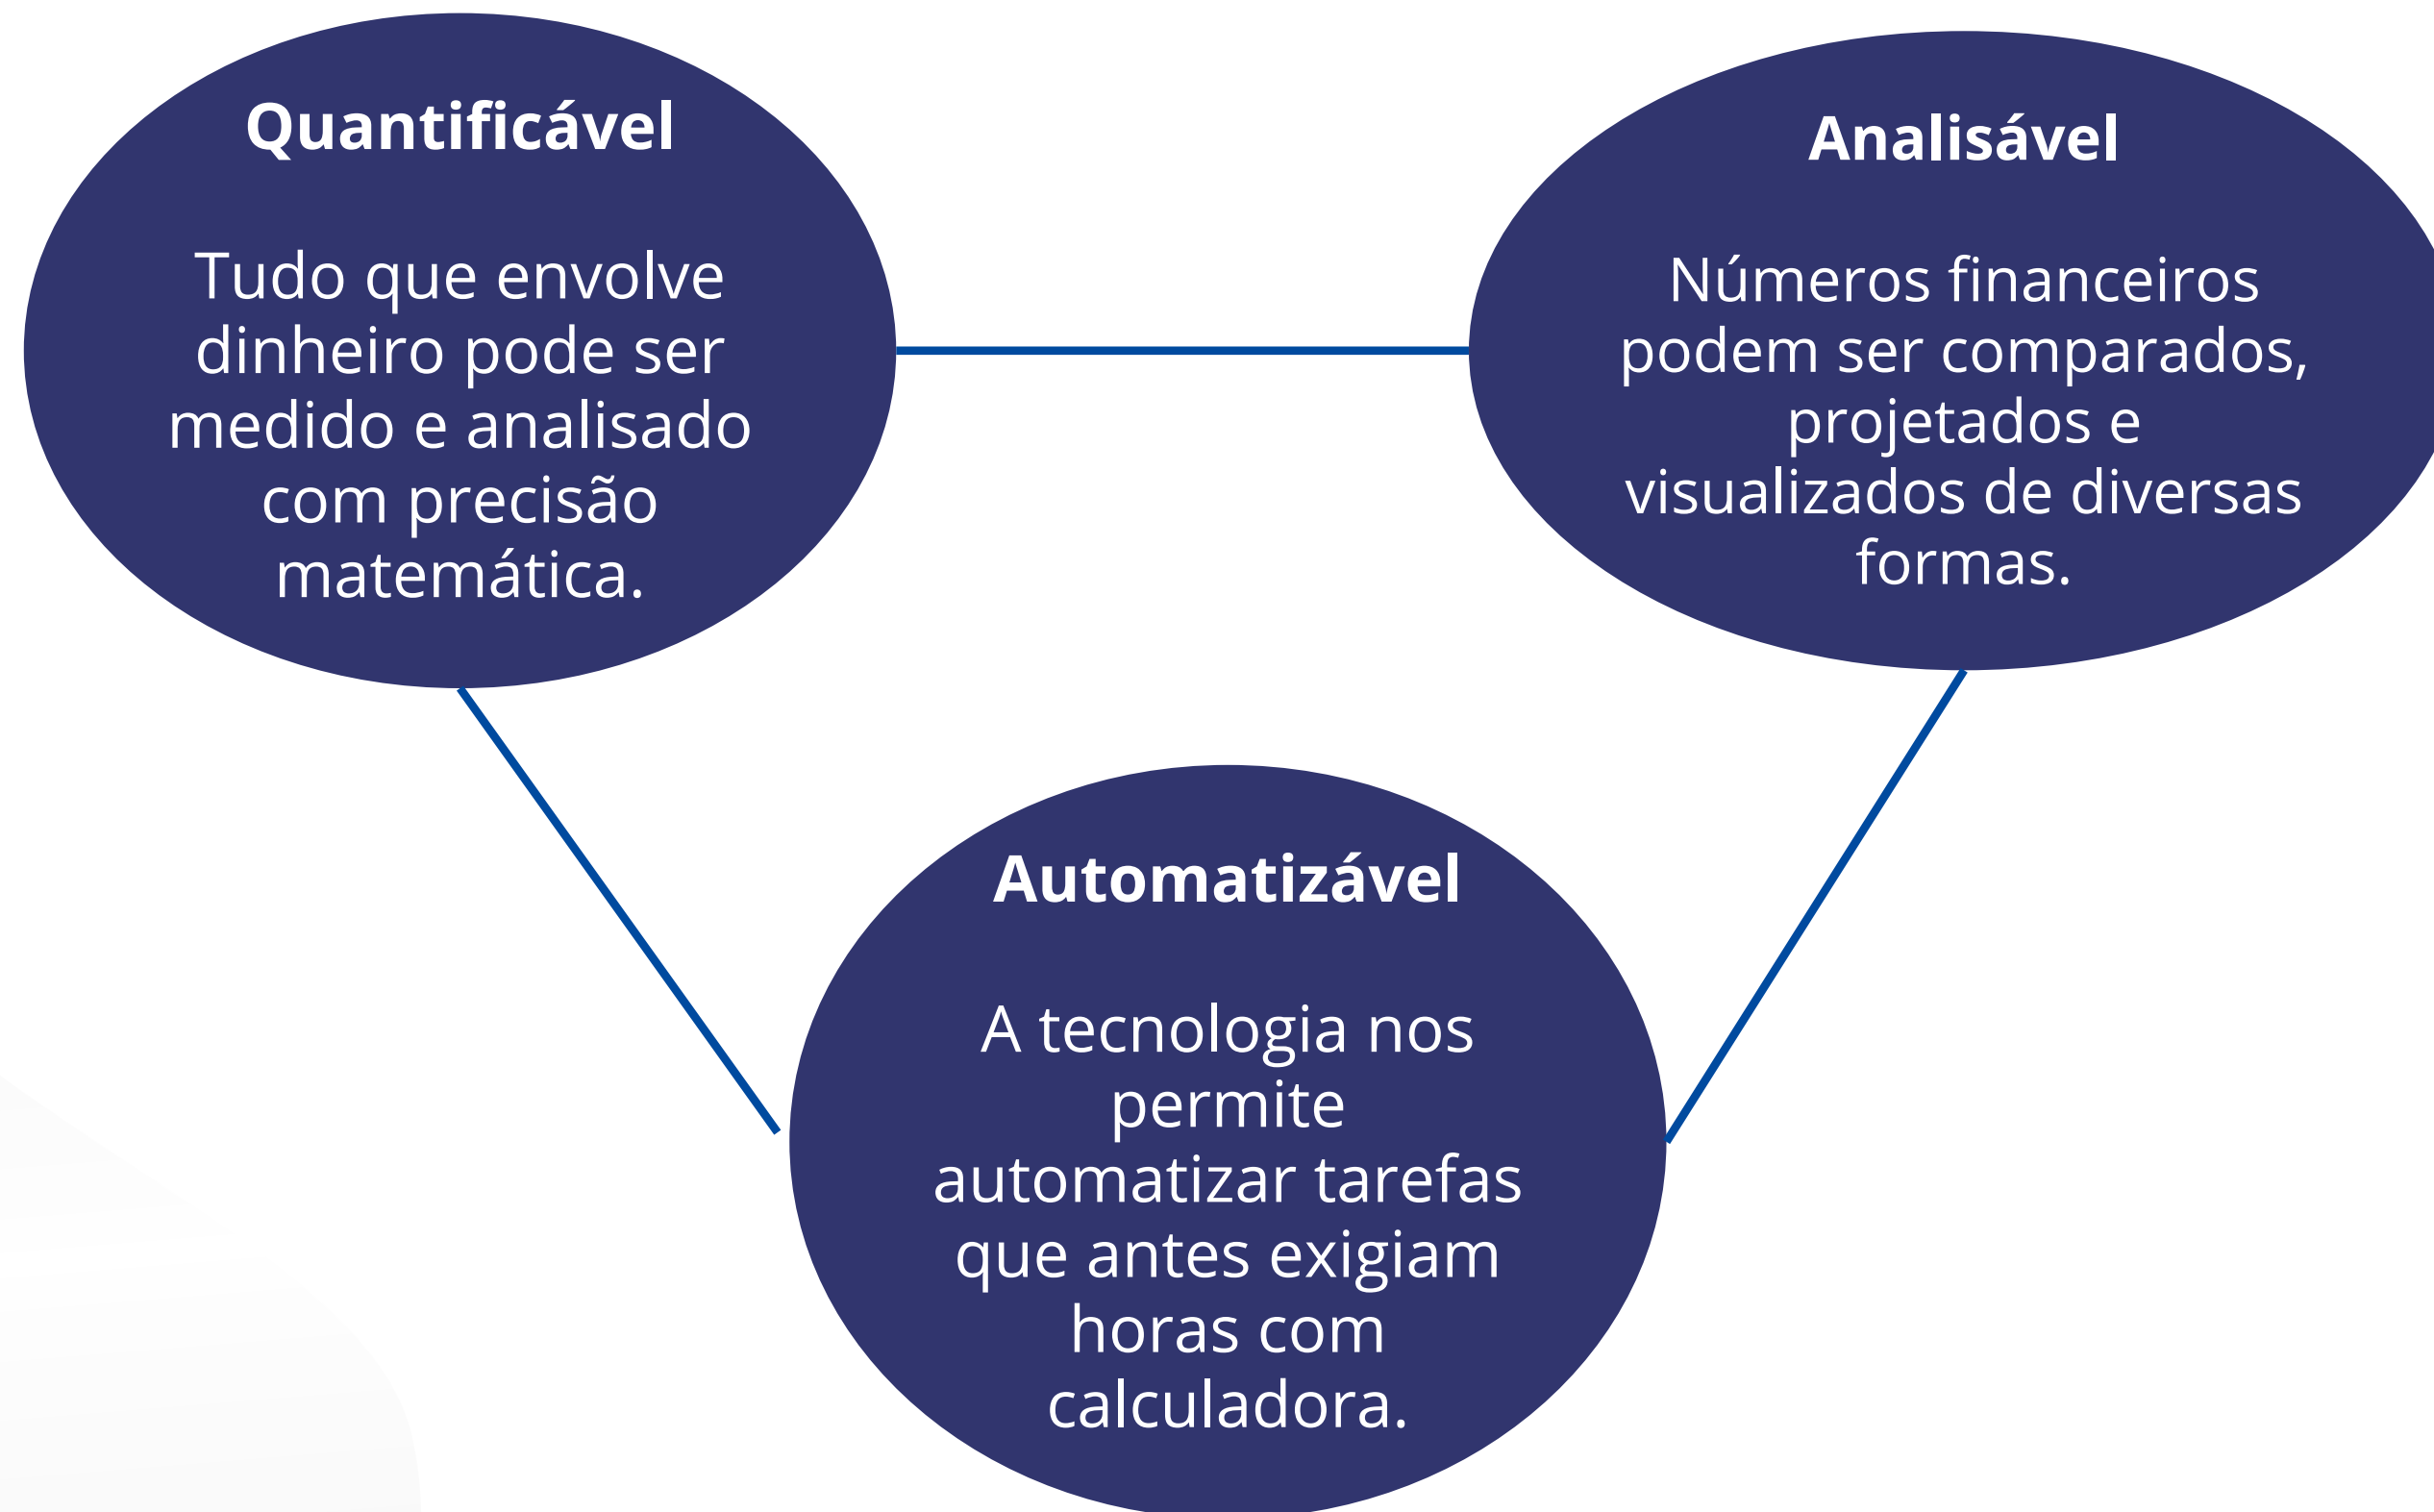 Quantificável
Tudo que envolve
dinheiro pode ser
medido e analisado
com precisão
matemática.
Analisável
Números financeiros
podem ser comparados,
projetados e
visualizados de diversas
formas.
Automatizável
A tecnologia nos
permite
automatizar tarefas
que antes exigiam
horas com
calculadora.